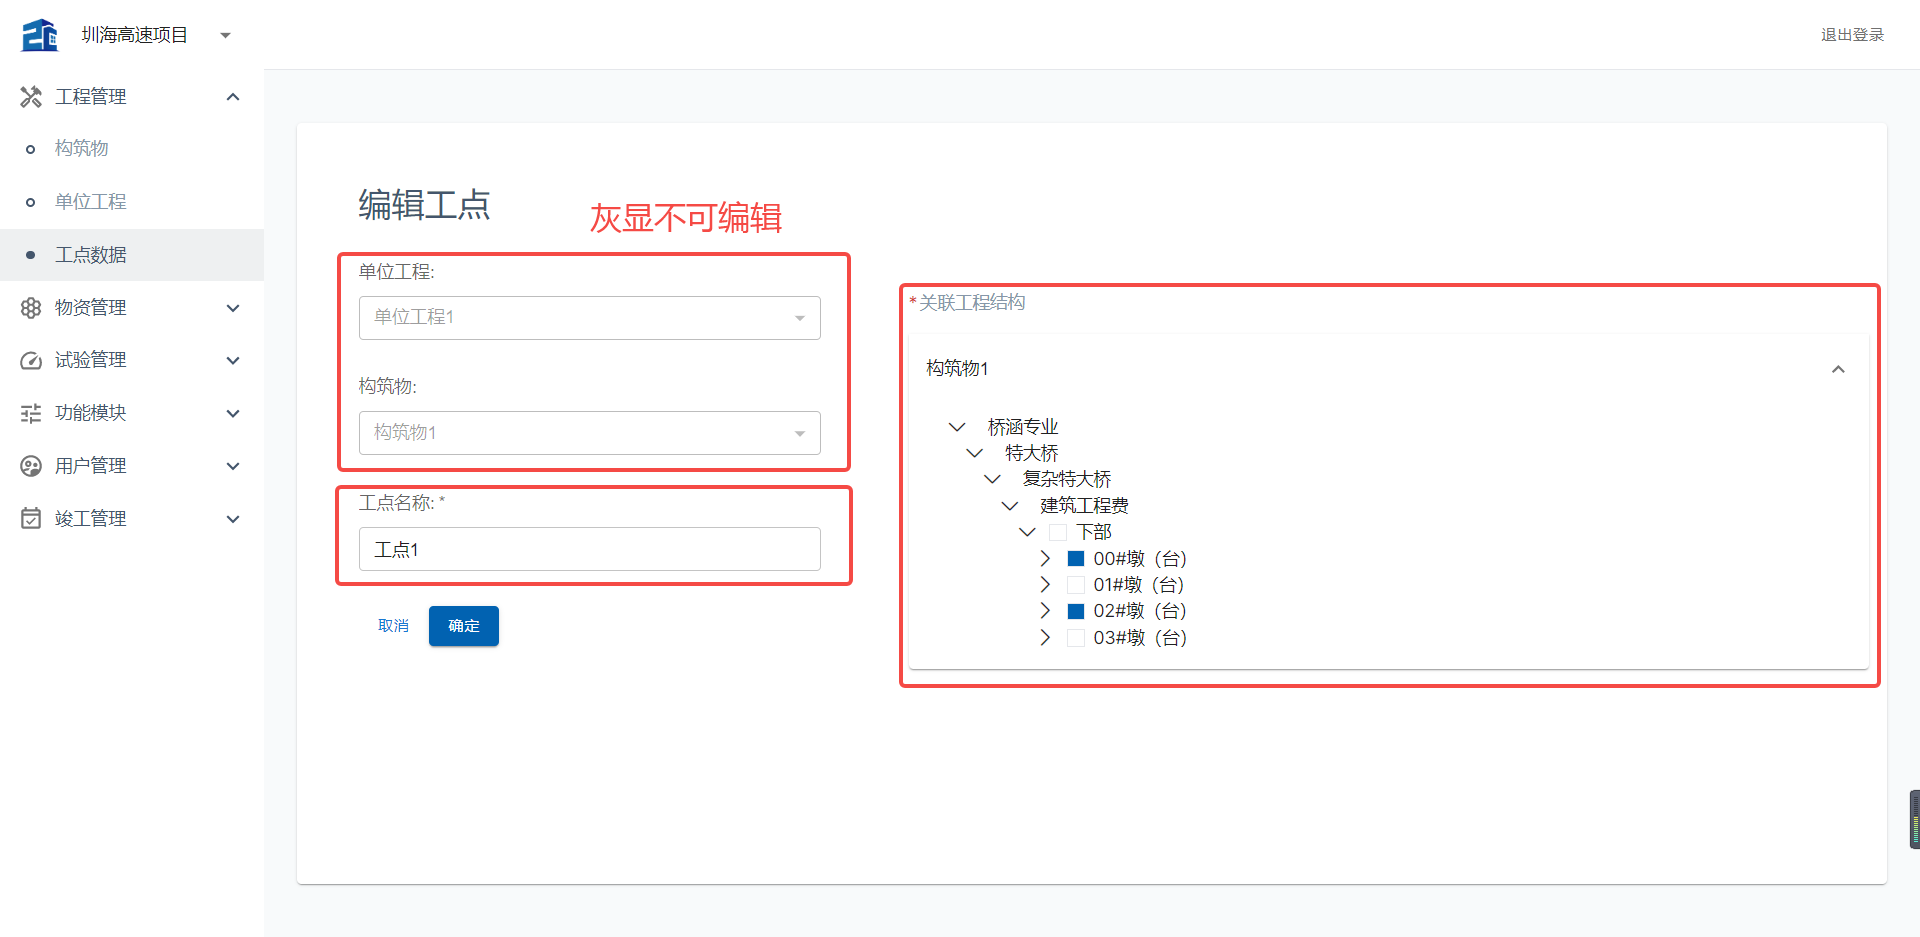 圳海高速项目
退出登录
工程管理
构筑物
单位工程
工点数据
物资管理
试验管理
功能模块
用户管理
竣工管理
编辑工点
灰显不可编辑
单位工程:
单位工程1
构筑物:
构筑物1
工点名称: *
工点1
取消
确定
*关联工程结构
构筑物1
桥涵专业
特大桥
复杂特大桥
建筑工程费
下部
00#墩（台）
01#墩（台）
02#墩（台）
03#墩（台）